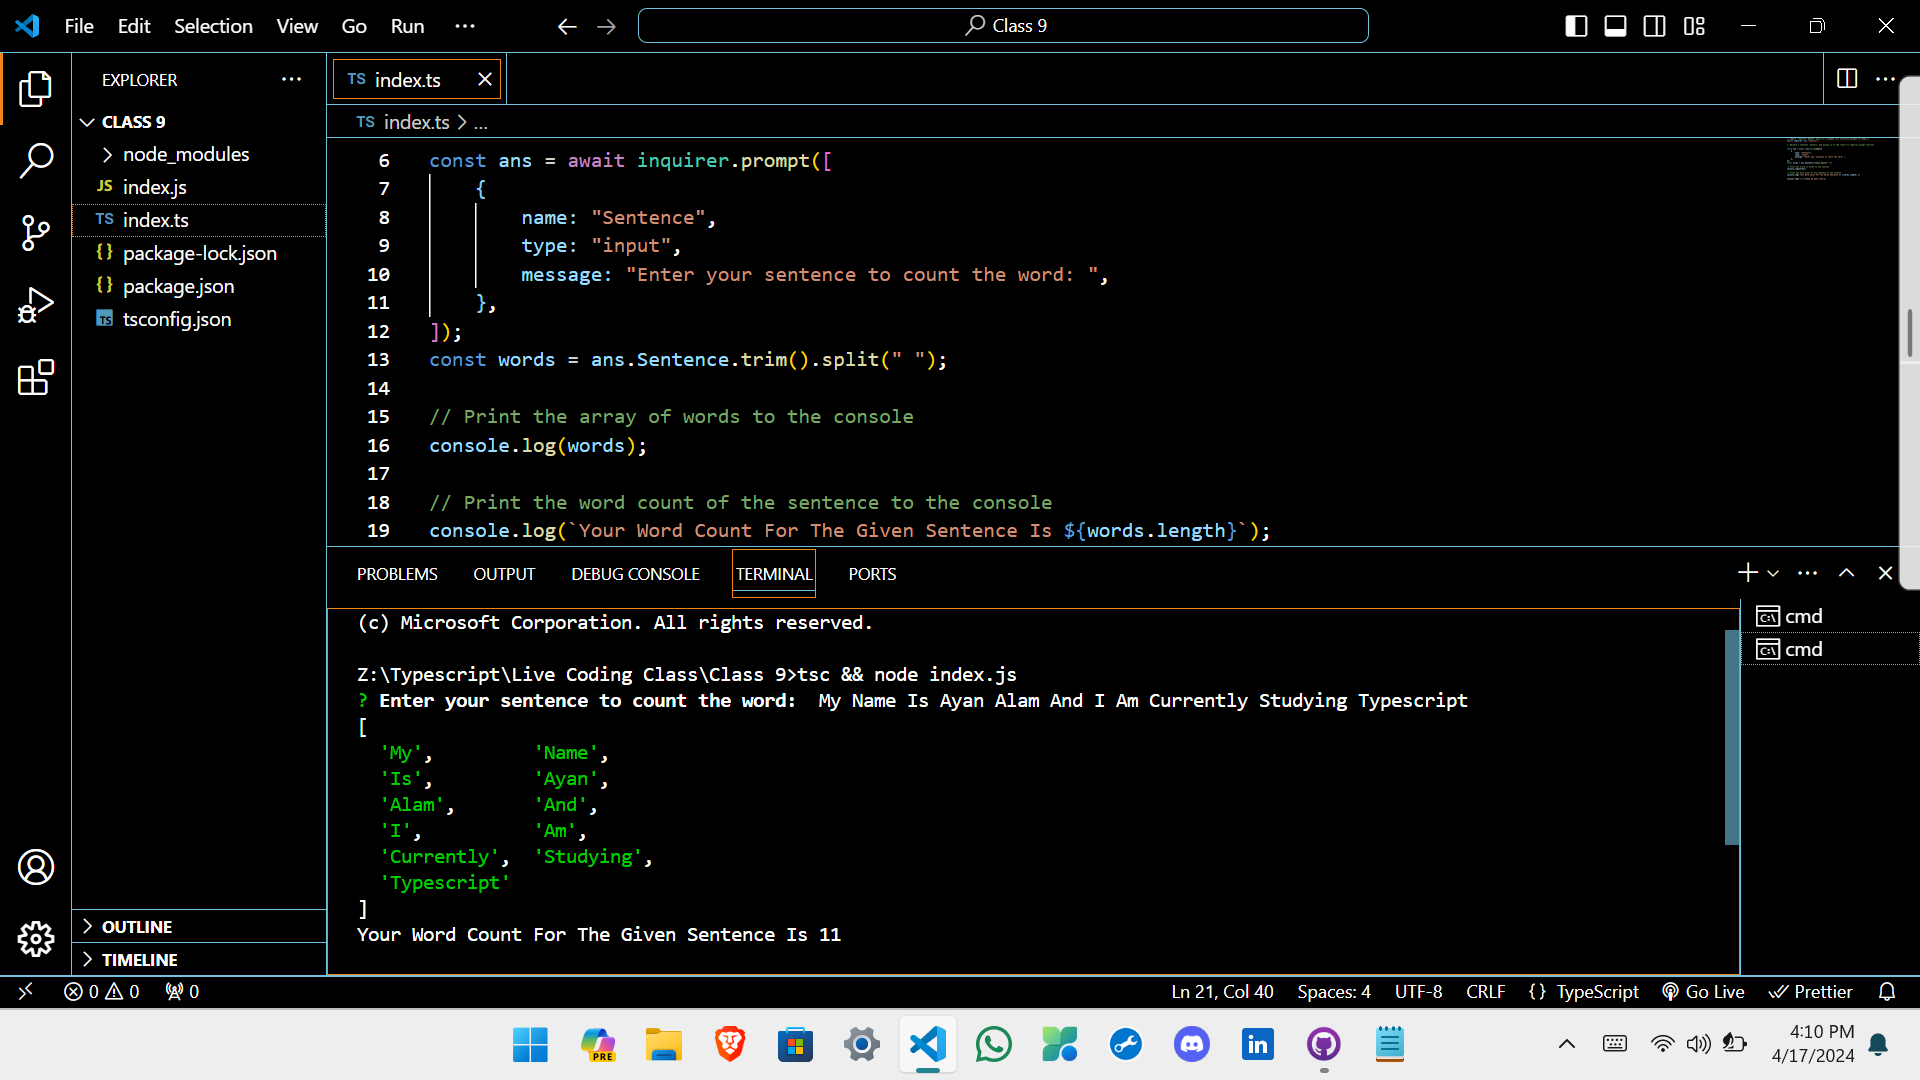 File Edit Selection View Go Run ··· Class 9
EXPLORER ···
CLASS 9
node_modules
JS index.js
TS index.ts
{} package-lock.json
{} package.json
TS tsconfig.json
OUTLINE
TIMELINE
TS index.ts
TS index.ts > ...
6 const ans = await inquirer.prompt([
7 {
8 name: "Sentence",
9 type: "input",
10 message: "Enter your sentence to count the word: ",
11 },
12 ]);
13 const words = ans.Sentence.trim().split(" ");
14
15 // Print the array of words to the console
16 console.log(words);
17
18 // Print the word count of the sentence to the console
19 console.log(`Your Word Count For The Given Sentence Is ${words.length}`);
PROBLEMS OUTPUT DEBUG CONSOLE TERMINAL PORTS
(c) Microsoft Corporation. All rights reserved.
Z:\Typescript\Live Coding Class\Class 9>tsc && node index.js
? Enter your sentence to count the word:  My Name Is Ayan Alam And I Am Currently Studying Typescript
[
'My', 'Name',
'Is', 'Ayan',
'Alam', 'And',
'I', 'Am',
'Currently', 'Studying',
'Typescript'
]
Your Word Count For The Given Sentence Is 11
cmd
cmd
0 0 0 Ln 21, Col 40 Spaces: 4 UTF-8 CRLF {} TypeScript Go Live Prettier
PRE
in
4:10 PM
4/17/2024